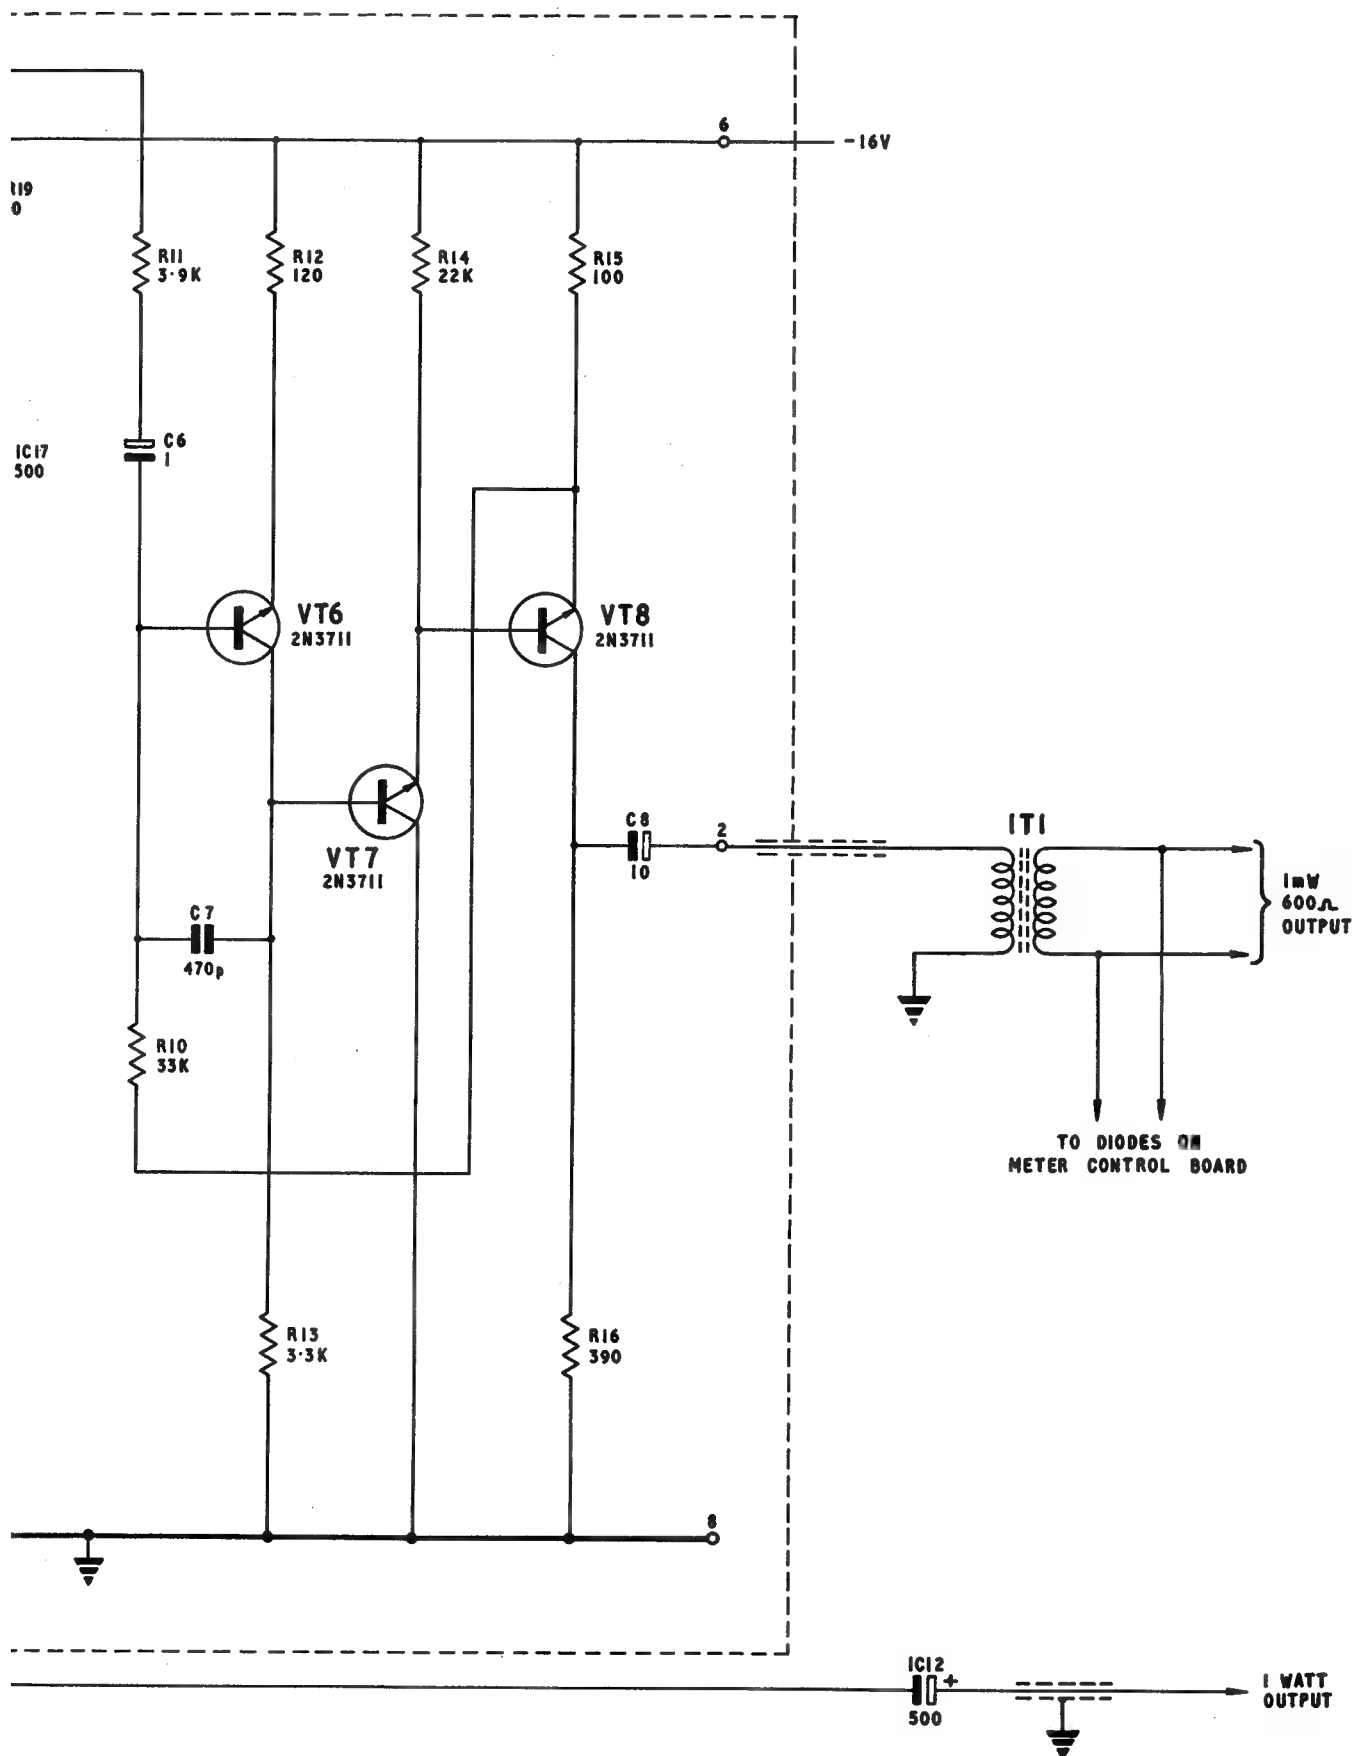 6
-16V
R19
0
R11
3·9K
R12
120
R14
22K
R15
100
C6
1
1C17
500
VT6
2N3711
VT8
2N3711
VT7
2N3711
C8
10
2
1T1
1mW
600Ω
OUTPUT
C7
470p
R10
33K
TO DIODES ON
METER CONTROL BOARD
R13
3·3K
R16
390
8
1C12
+
500
1 WATT
OUTPUT